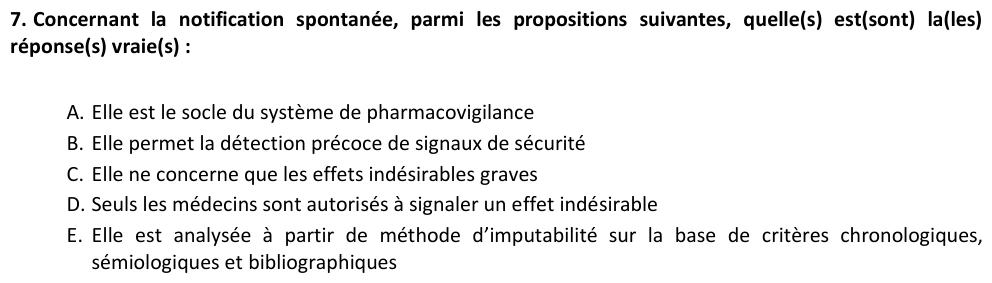 7. Concernant la notification spontanée, parmi les propositions suivantes, quelle(s) est(sont) la(les)
réponse(s) vraie(s) :
A. Elle est le socle du système de pharmacovigilance
B. Elle permet la détection précoce de signaux de sécurité
C. Elle ne concerne que les effets indésirables graves
D. Seuls les médecins sont autorisés à signaler un effet indésirable
E. Elle est analysée à partir de méthode d’imputabilité sur la base de critères chronologiques,
sémiologiques et bibliographiques